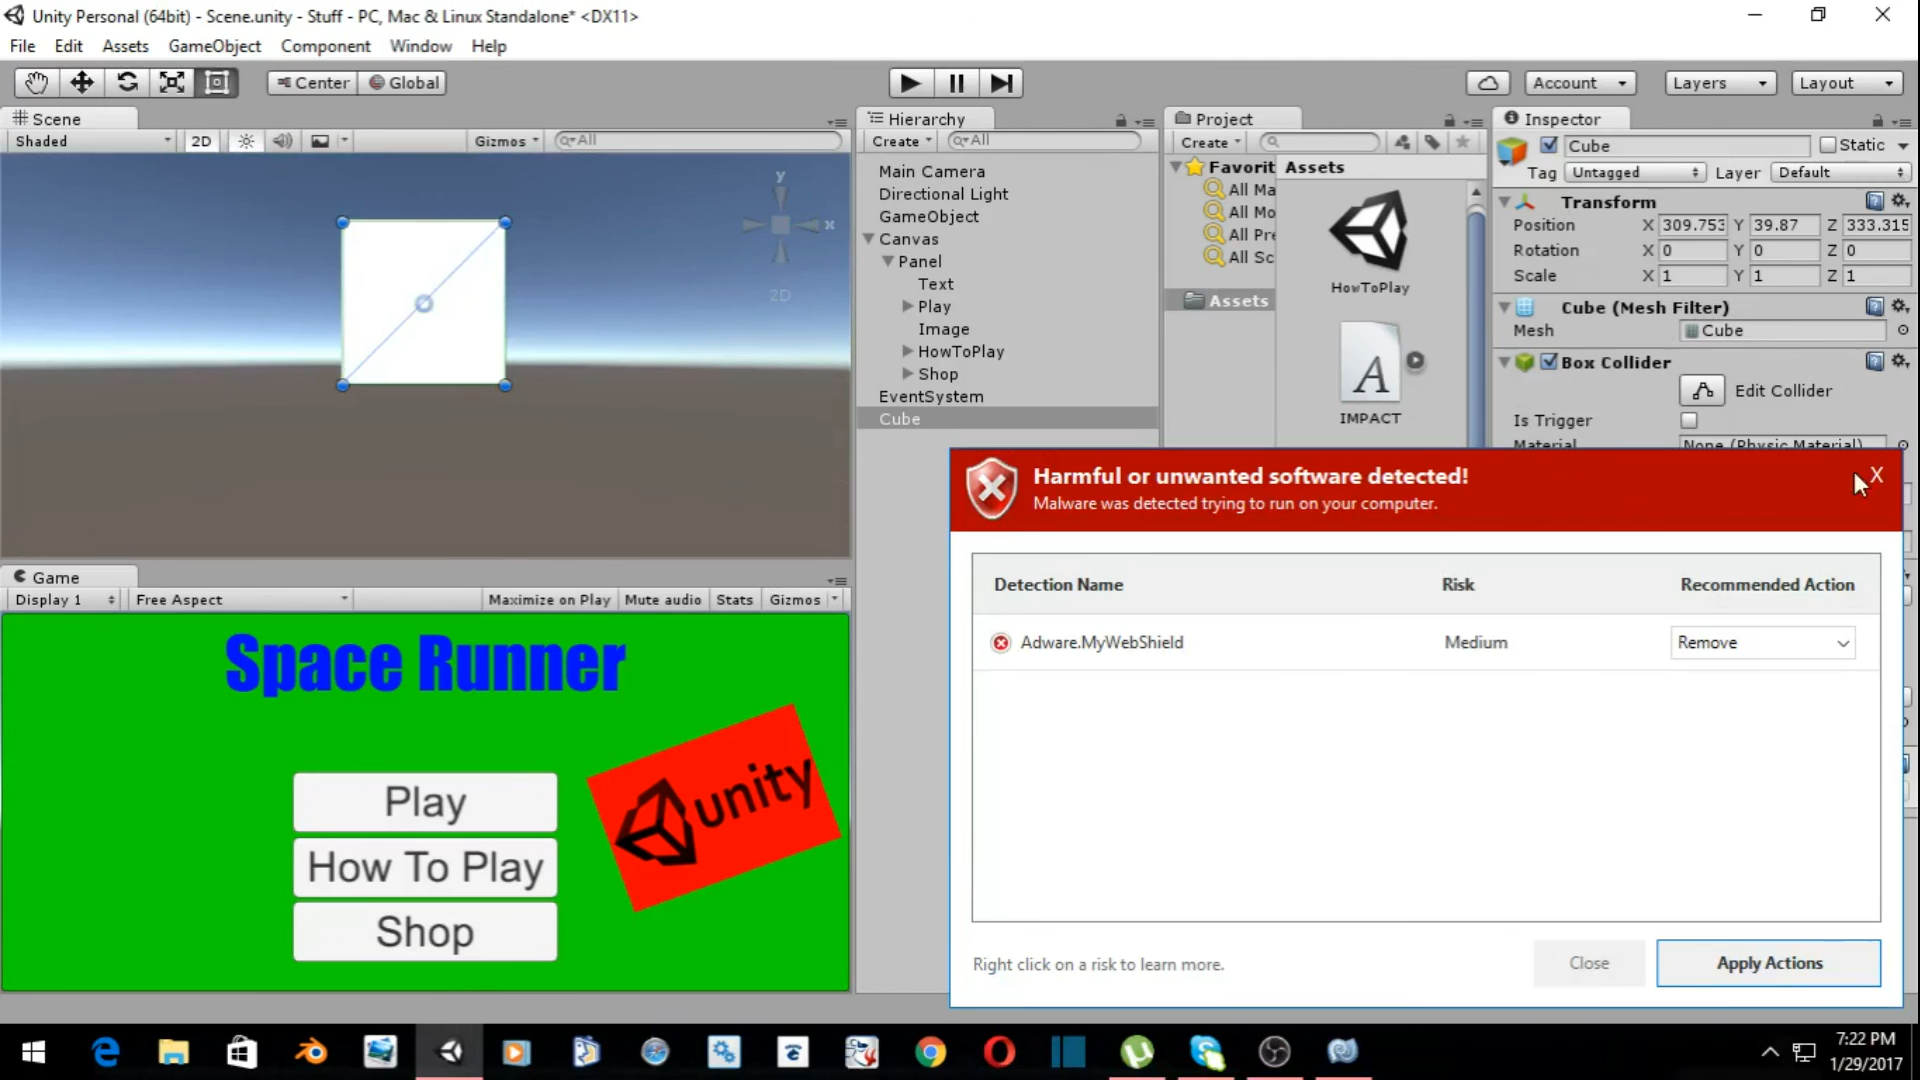 Unity Personal (64bit) - Scene.unity - Stuff - PC, Mac & Linux Standalone* <DX11>
File Edit Assets GameObject Component Window Help
Center Global Account Layers Layout
Scene
Shaded 2D Gizmos All
y
x
2D
Game
Display 1 Free Aspect Maximize on Play Mute audio Stats Gizmos
Space Runner
unity
Play
How To Play
Shop
Hierarchy
Create All
Main Camera
Directional Light
GameObject
Canvas
Panel
Text
Play
Image
HowToPlay
Shop
EventSystem
Cube
Project
Create
Favorit
All Ma
All Mo
All Pre
All Sc
Assets
Assets
HowToPlay
A
IMPACT
Inspector
Cube Static
Tag Untagged Layer Default
Transform
Position X 309.753 Y 39.87 Z 333.315
Rotation X 0 Y 0 Z 0
Scale X 1 Y 1 Z 1
Cube (Mesh Filter)
Mesh Cube
Box Collider
Edit Collider
Is Trigger
Material None (Physic Material)
Harmful or unwanted software detected!
X
Malware was detected trying to run on your computer.
Detection Name Risk Recommended Action
Adware.MyWebShield Medium Remove
Right click on a risk to learn more. Close Apply Actions
7:22 PM
1/29/2017